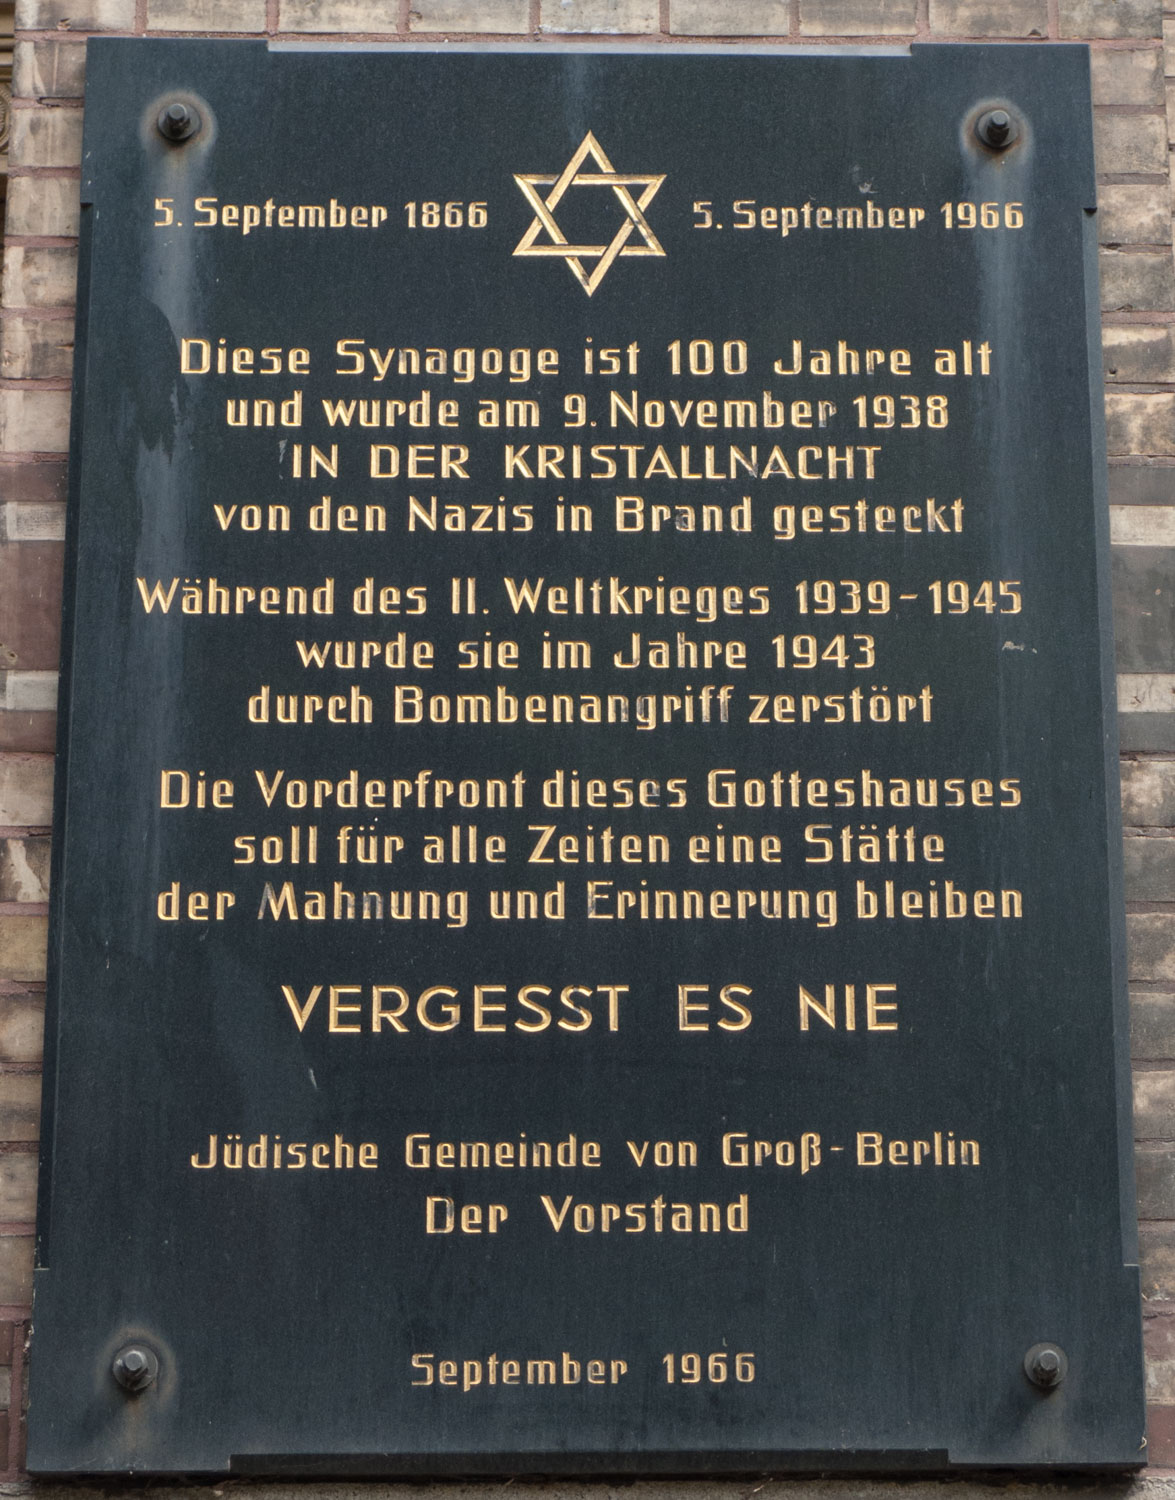 5. September 1866 5. September 1966
Diese Synagoge ist 100 Jahre alt
und wurde am 9. November 1938
IN DER KRISTALLNACHT
von den Nazis in Brand gesteckt
Während des II. Weltkrieges 1939-1945
wurde sie im Jahre 1943
durch Bombenangriff zerstört
Die Vorderfront dieses Gotteshauses
soll für alle Zeiten eine Stätte
der Mahnung und Erinnerung bleiben
VERGESST ES NIE
Jüdische Gemeinde von Groß-Berlin
Der Vorstand
September 1966